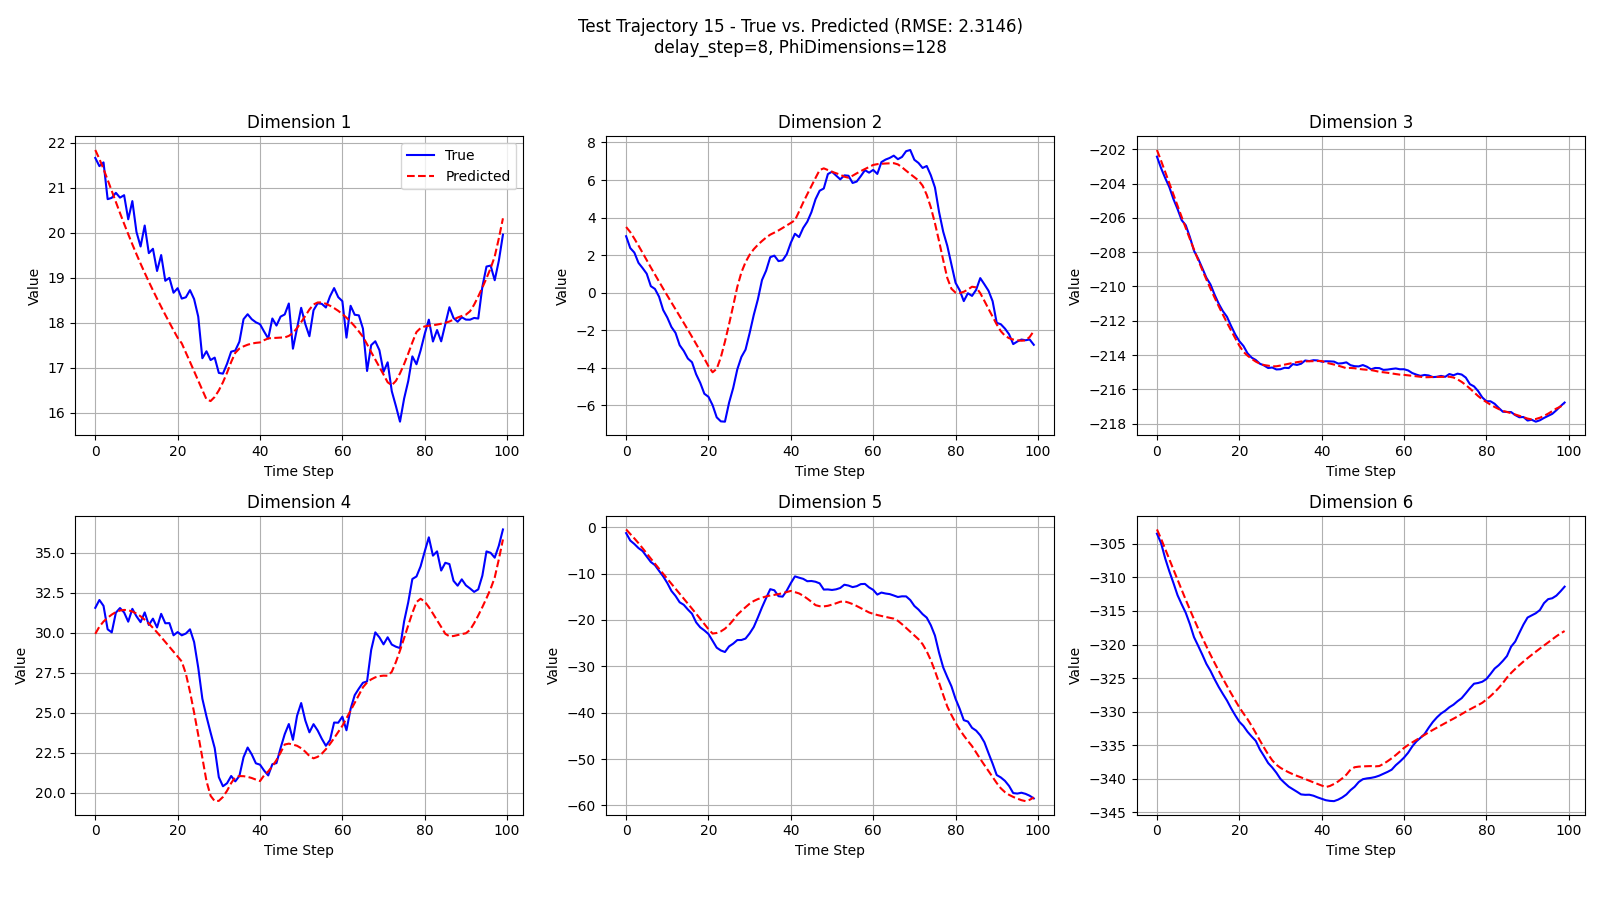 Test Trajectory 15 - True vs. Predicted (RMSE: 2.3146)
delay_step=8, PhiDimensions=128
Dimension 1
22
21
20
19
18
17
16
Value
0 20 40 60 80 100
Time Step
True
Predicted
Dimension 2
8
6
4
2
0
−2
−4
−6
Value
0 20 40 60 80 100
Time Step
Dimension 3
−202
−204
−206
−208
−210
−212
−214
−216
−218
Value
0 20 40 60 80 100
Time Step
Dimension 4
35.0
32.5
30.0
27.5
25.0
22.5
20.0
Value
0 20 40 60 80 100
Time Step
Dimension 5
0
−10
−20
−30
−40
−50
−60
Value
0 20 40 60 80 100
Time Step
Dimension 6
−305
−310
−315
−320
−325
−330
−335
−340
−345
Value
0 20 40 60 80 100
Time Step